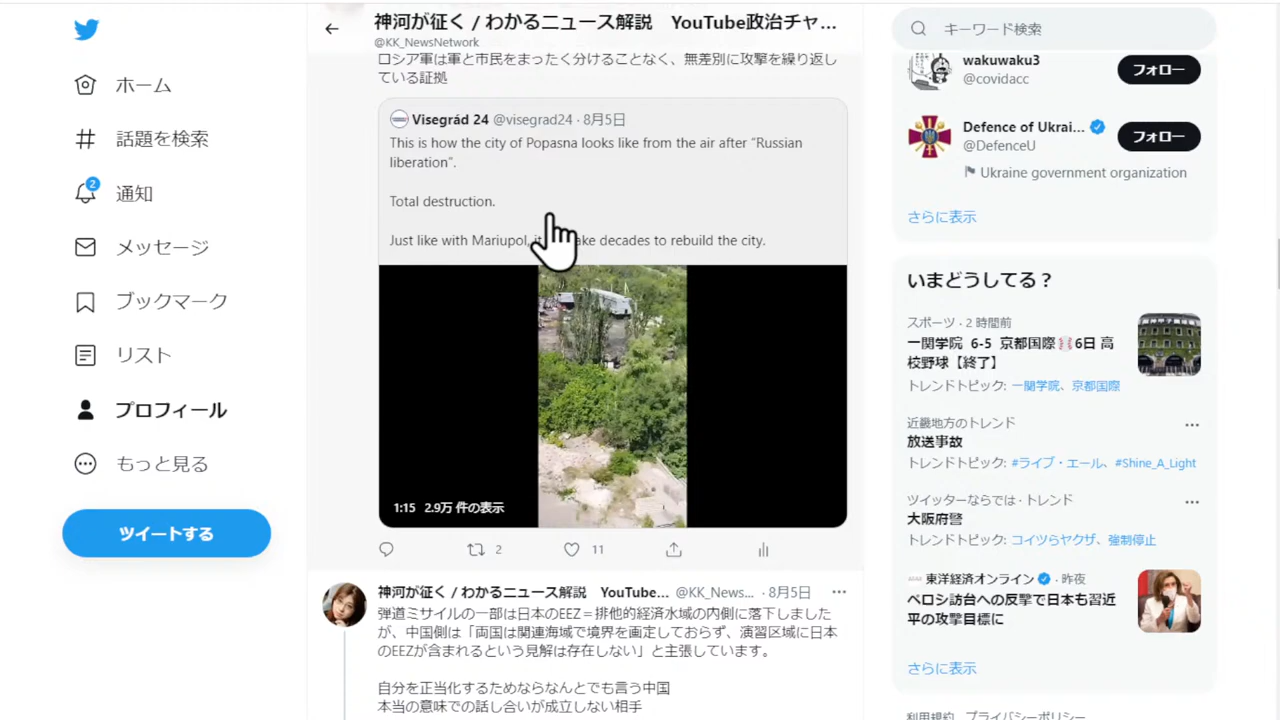 神河が征く / わかるニュース解説　YouTube政治チャ…
@KK_NewsNetwork
ホーム
話題を検索
2
通知
メッセージ
ブックマーク
リスト
プロフィール
もっと見る
ツイートする
ロシア軍は軍と市民をまったく分けることなく、無差別に攻撃を繰り返し
ている証拠
Visegrád 24 @visegrad24 · 8月5日
This is how the city of Popasna looks like from the air after “Russian
liberation”.
Total destruction.
Just like with Mariupol, decades to rebuild the city.
1:15 2.9万 件の表示
2 11
神河が征く / わかるニュース解説　YouTube... @KK_News... · 8月5日
弾道ミサイルの一部は日本のEEZ＝排他的経済水域の内側に落下しました
が、中国側は「両国は関連海域で境界を画定しておらず、演習区域に日本
のEEZが含まれるという見解は存在しない」と主張しています。
自分を正当化するためならなんとでも言う中国
本当の意味での話し合いが成立しない相手
キーワード検索
wakuwaku3
@covidacc
フォロー
Defence of Ukrai...
@DefenceU
フォロー
Ukraine government organization
さらに表示
いまどうしてる？
スポーツ · 2 時間前
一関学院 6-5 京都国際⚾6日 高
校野球【終了】
トレンドトピック: 一関学院、京都国際
近畿地方のトレンド
放送事故
トレンドトピック: #ライブ・エール、#Shine_A_Light
ツイッターならでは · トレンド
大阪府警
トレンドトピック: コイツらヤクザ、強制停止
東洋経済オンライン · 昨夜
ペロシ訪台への反撃で日本も習近
平の攻撃目標に
さらに表示
利用規約 プライバシーポリシー